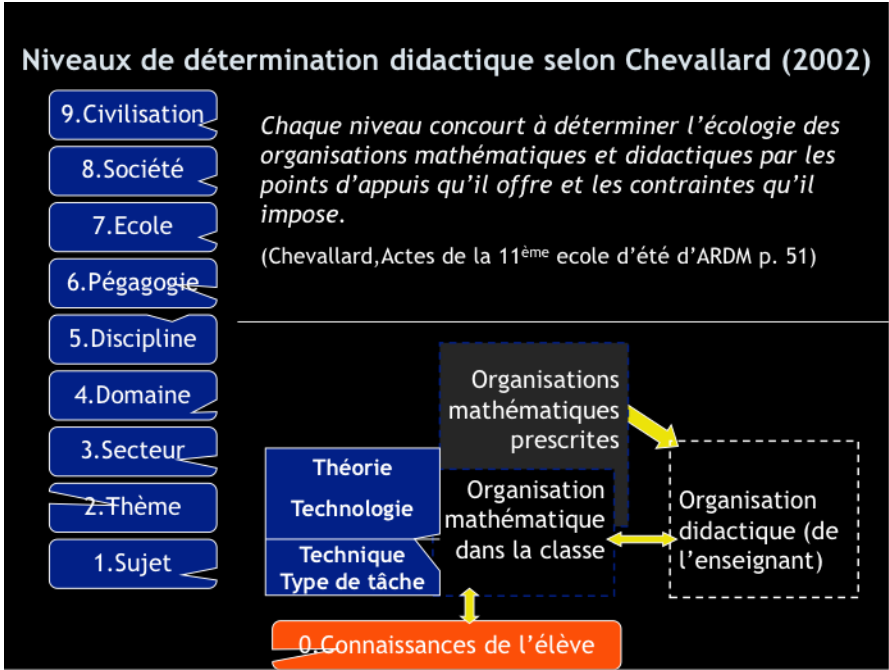 Niveaux de détermination didactique selon Chevallard (2002)
9.Civilisation
8.Société
7.Ecole
6.Pégagogie
5.Discipline
4.Domaine
3.Secteur
2.Thème
1.Sujet
Chaque niveau concourt à déterminer l’écologie des
organisations mathématiques et didactiques par les
points d’appuis qu’il offre et les contraintes qu’il
impose.
(Chevallard,Actes de la 11ème ecole d’été d’ARDM p. 51)
Organisations
mathématiques
prescrites
Théorie
Technologie
Technique
Type de tâche
Organisation
mathématique
dans la classe
Organisation
didactique (de
l’enseignant)
0.Connaissances de l’élève